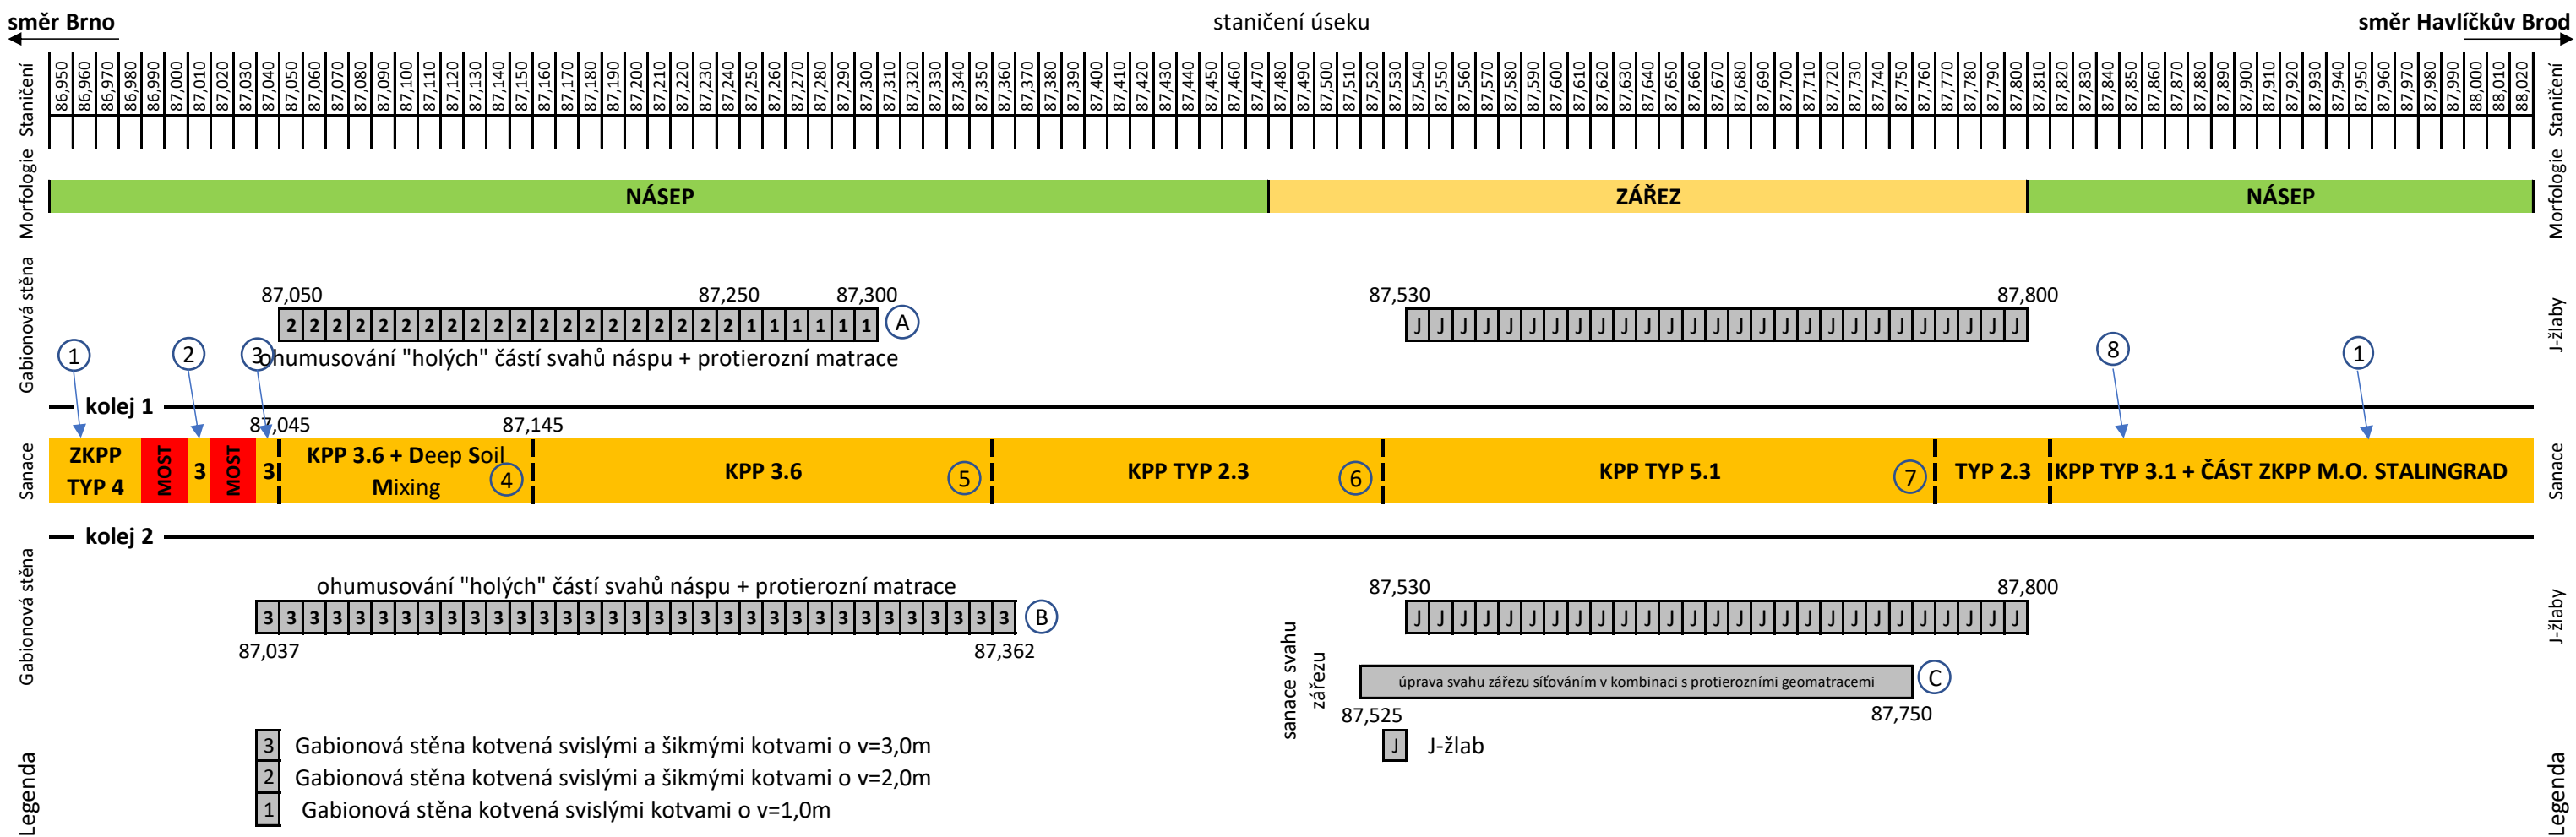 směr Brno
staničení úseku
směr Havlíčkův Brod
Staničení
86,950 86,960 86,970 86,980 86,990 87,000 87,010 87,020 87,030 87,040 87,050 87,060 87,070 87,080 87,090 87,100 87,110 87,120 87,130 87,140 87,150 87,160 87,170 87,180 87,190 87,200 87,210 87,220 87,230 87,240 87,250 87,260 87,270 87,280 87,290 87,300 87,310 87,320 87,330 87,340 87,350 87,360 87,370 87,380 87,390 87,400 87,410 87,420 87,430 87,440 87,450 87,460 87,470 87,480 87,490 87,500 87,510 87,520 87,530 87,540 87,550 87,560 87,570 87,580 87,590 87,600 87,610 87,620 87,630 87,640 87,650 87,660 87,670 87,680 87,690 87,700 87,710 87,720 87,730 87,740 87,750 87,760 87,770 87,780 87,790 87,800 87,810 87,820 87,830 87,840 87,850 87,860 87,870 87,880 87,890 87,900 87,910 87,920 87,930 87,940 87,950 87,960 87,970 87,980 87,990 88,000 88,010 88,020
Staničení
Morfologie
NÁSEP
ZÁŘEZ
NÁSEP
Morfologie
Gabionová stěna
87,050
87,250
87,300
87,530
87,800
2 2 2 2 2 2 2 2 2 2 2 2 2 2 2 2 2 2 2 2 1 1 1 1 1 1
A
J J J J J J J J J J J J J J J J J J J J J J J J J J J
J-žlaby
1
2
3
ohumusování "holých" částí svahů náspu + protierozní matrace
8
1
kolej 1
87,045
87,145
Sanace
ZKPP
TYP 4
MOST
3
MOST
3
KPP 3.6 + Deep Soil
Mixing
4
KPP 3.6
5
KPP TYP 2.3
6
KPP TYP 5.1
7
TYP 2.3
KPP TYP 3.1 + ČÁST ZKPP M.O. STALINGRAD
Sanace
kolej 2
Gabionová stěna
ohumusování "holých" částí svahů náspu + protierozní matrace
87,530
87,800
3 3 3 3 3 3 3 3 3 3 3 3 3 3 3 3 3 3 3 3 3 3 3 3 3 3 3 3 3 3 3 3 3
B
J J J J J J J J J J J J J J J J J J J J J J J J J J J
J-žlaby
87,037
87,362
sanace svahu
zářezu
úprava svahu zářezu síťováním v kombinaci s protierozními geomatracemi
C
87,525
87,750
Legenda
3 Gabionová stěna kotvená svislými a šikmými kotvami o v=3,0m
J J-žlab
2 Gabionová stěna kotvená svislými a šikmými kotvami o v=2,0m
1 Gabionová stěna kotvená svislými kotvami o v=1,0m
Legenda